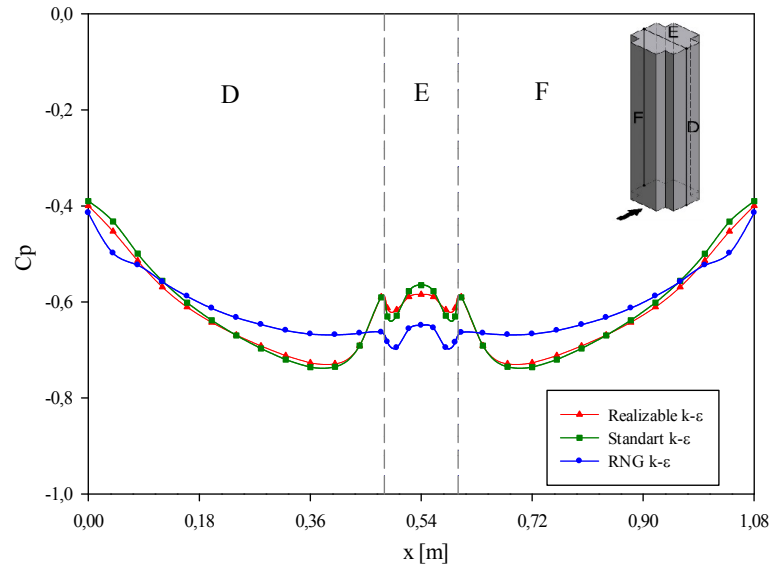 0,0
-0,2
-0,4
-0,6
-0,8
-1,0
Cp
D
E
F
E
F
D
Realizable k-ε
Standart k-ε
RNG k-ε
0,00
0,18
0,36
0,54
0,72
0,90
1,08
x [m]